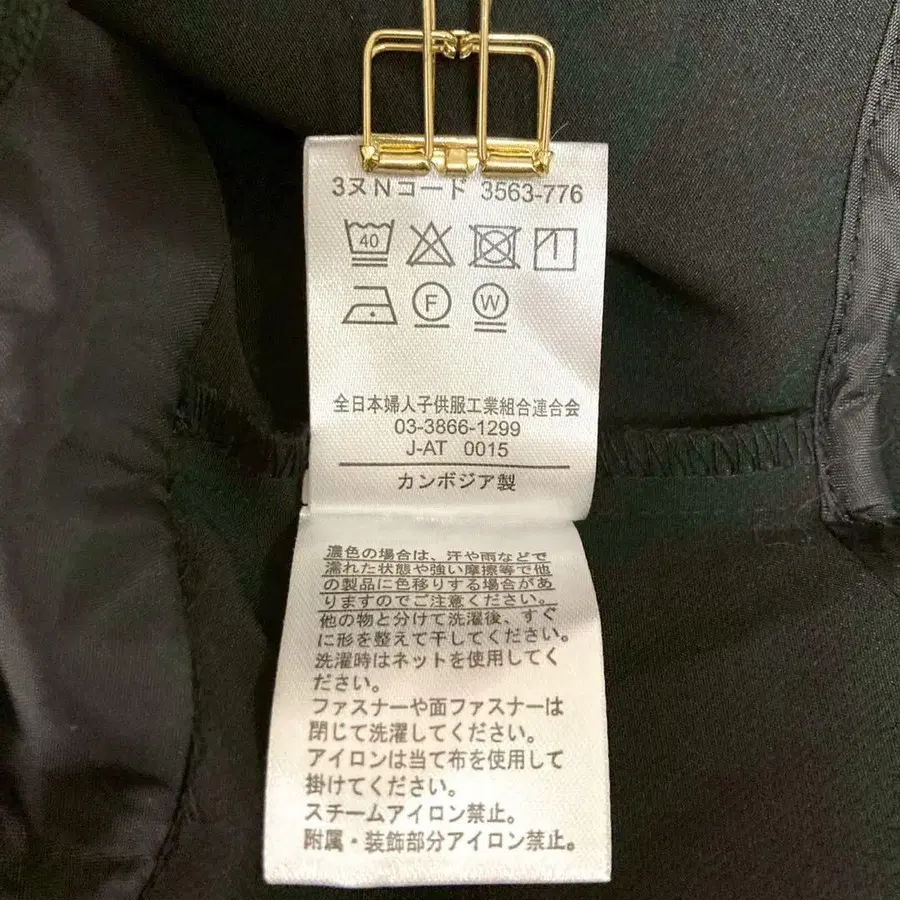 3ヌNコード 3563-776
40
F W
全日本婦人子供服工業組合連合会
03-3866-1299
J-AT 0015
カンボジア製
濃色の場合は、汗や雨などで
濡れた状態や強い摩擦等で他
の製品に色移りする場合があ
りますのでご注意ください。
他の物と分けて洗濯後、すぐ
に形を整えて干してください。
洗濯時はネットを使用してく
ださい。
ファスナーや面ファスナーは
閉じて洗濯してください。
アイロンは当て布を使用して
掛けてください。
スチームアイロン禁止。
附属・装飾部分アイロン禁止。